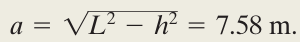 a = √L² − h² = 7.58 m.